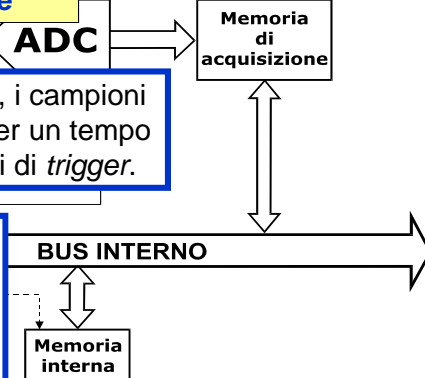 e
ADC
Memoria
di
acquisizione
, i campioni
er un tempo
i di trigger.
BUS INTERNO
Memoria
interna